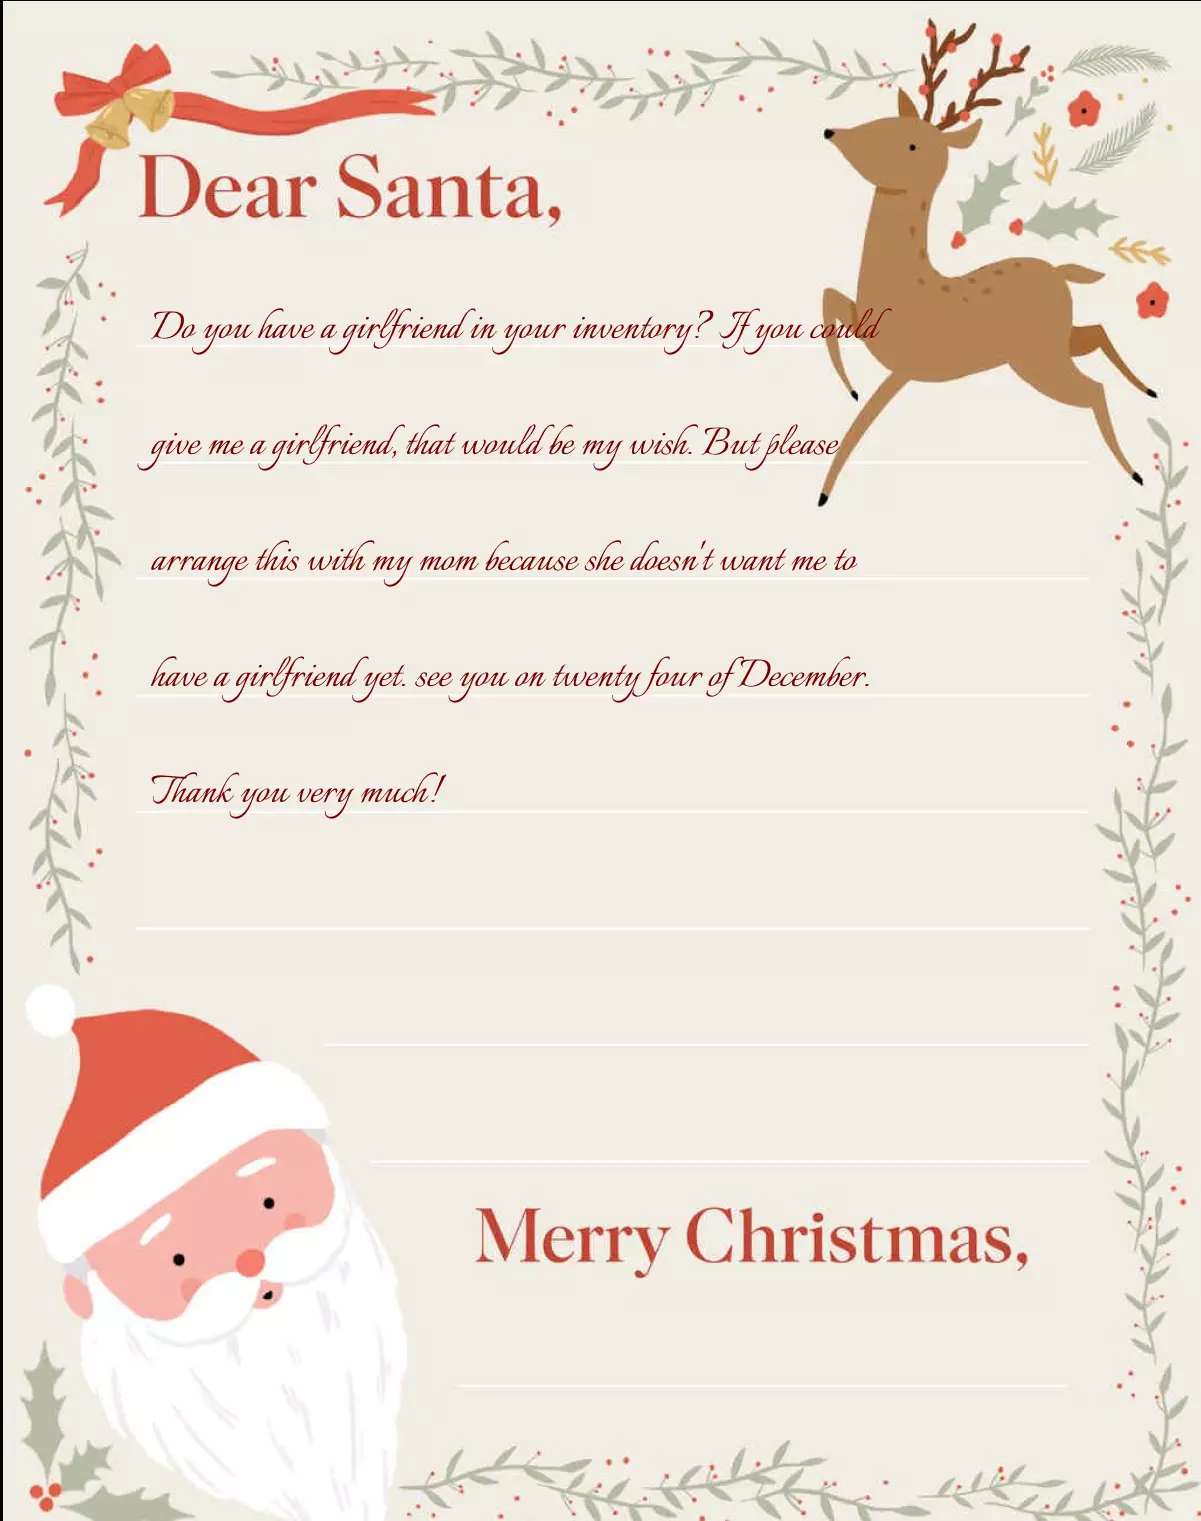 Dear Santa,
Do you have a girlfriend in your inventory? If you could
give me a girlfriend, that would be my wish. But please
arrange this with my mom because she doesn't want me to
have a girlfriend yet. see you on twenty four of December.
Thank you very much!
Merry Christmas,